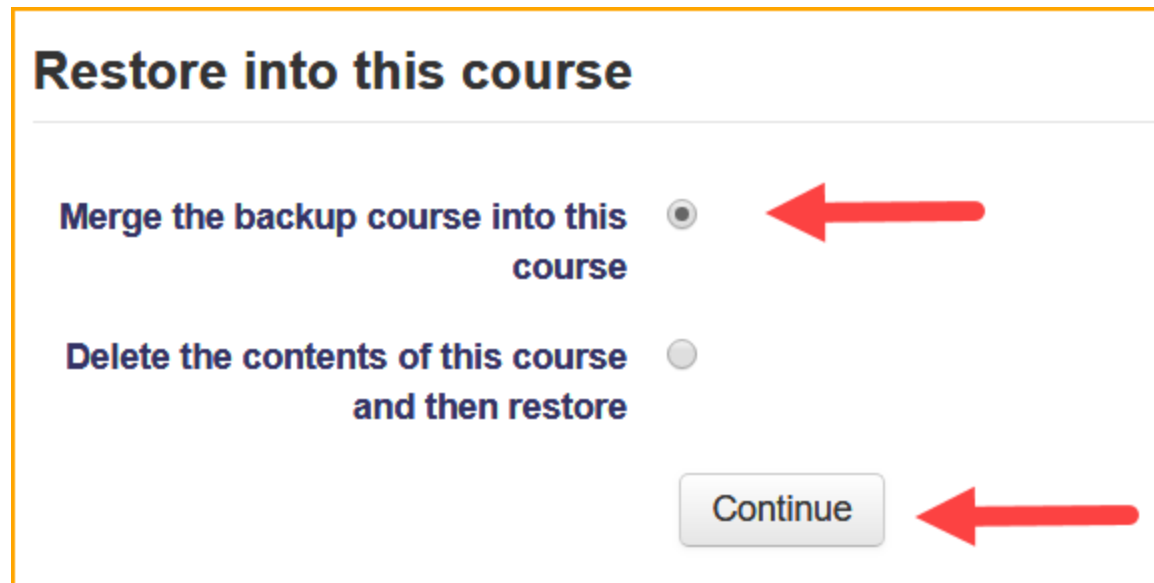 Restore into this course
Merge the backup course into this
course
Delete the contents of this course
and then restore
Continue